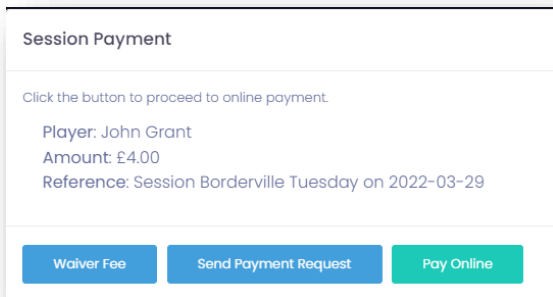 Session Payment
Click the button to proceed to online payment.
Player: John Grant
Amount: £4.00
Reference: Session Borderville Tuesday on 2022-03-29
Waiver Fee Send Payment Request Pay Online